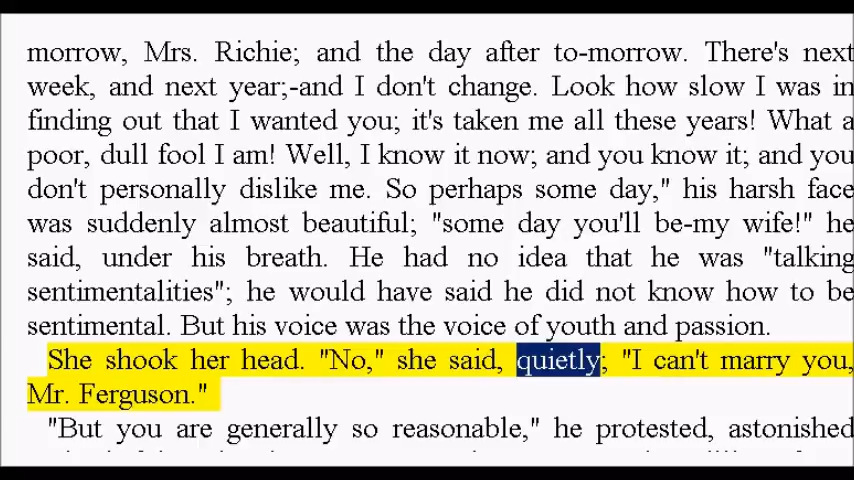 morrow, Mrs. Richie; and the day after to-morrow. There's next
week, and next year;-and I don't change. Look how slow I was in
finding out that I wanted you; it's taken me all these years! What a
poor, dull fool I am! Well, I know it now; and you know it; and you
don't personally dislike me. So perhaps some day," his harsh face
was suddenly almost beautiful; "some day you'll be-my wife!" he
said, under his breath. He had no idea that he was "talking
sentimentalities"; he would have said he did not know how to be
sentimental. But his voice was the voice of youth and passion.
She shook her head. "No," she said, quietly; "I can't marry you,
Mr. Ferguson."
"But you are generally so reasonable," he protested, astonished